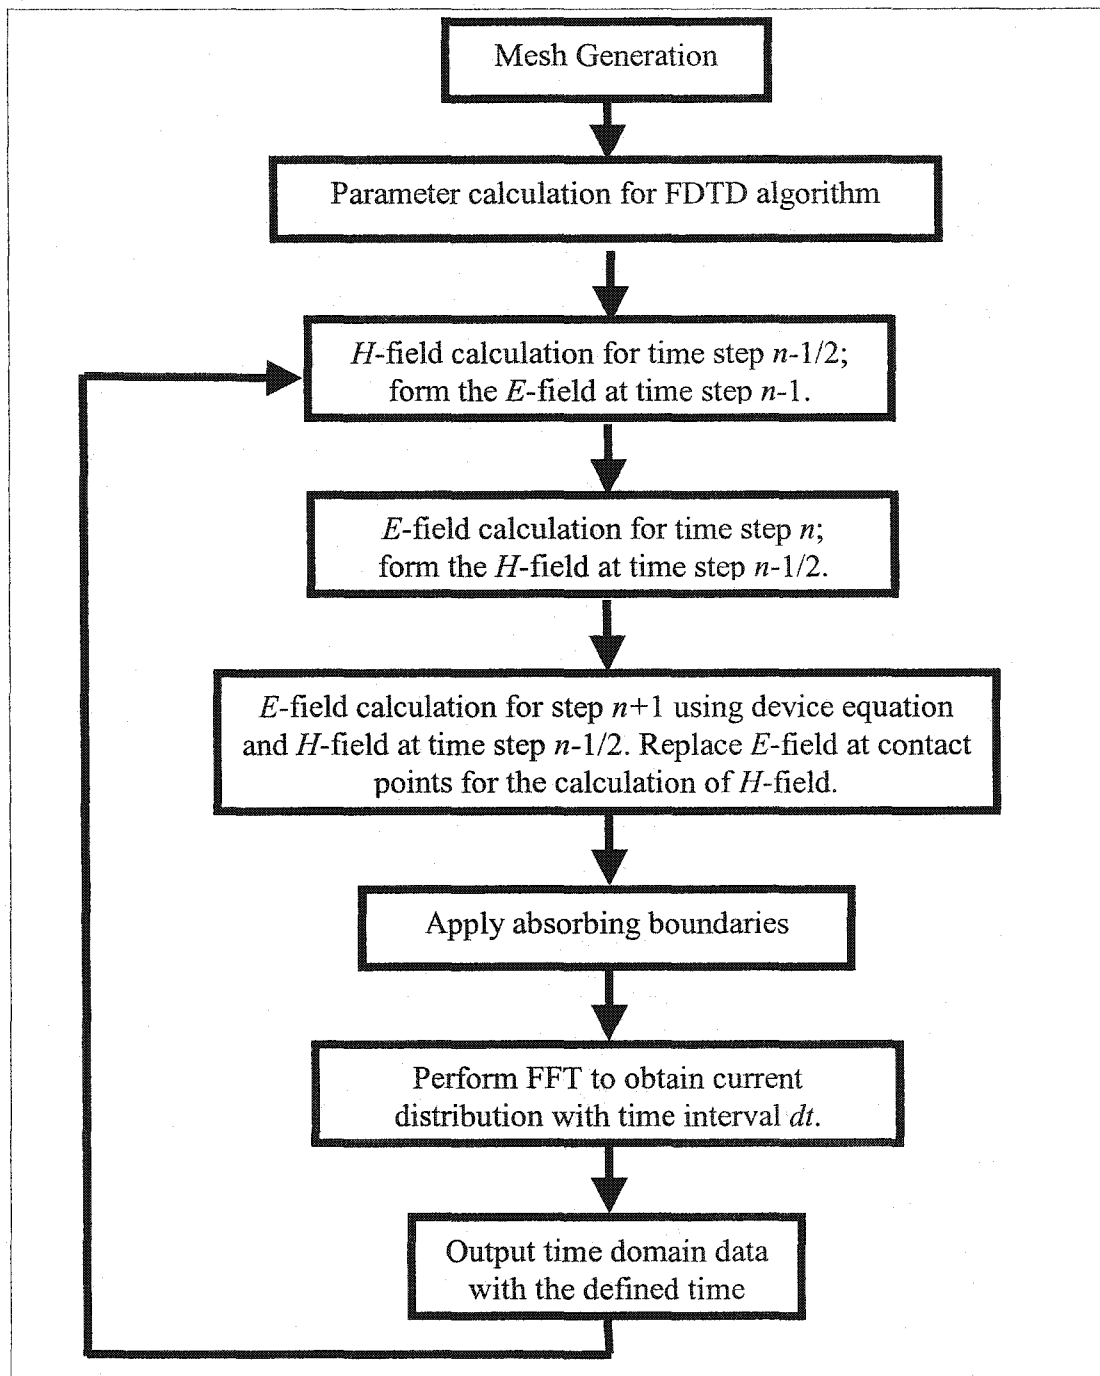 Mesh Generation
Parameter calculation for FDTD algorithm
H-field calculation for time step n-1/2;
form the E-field at time step n-1.
E-field calculation for time step n;
form the H-field at time step n-1/2.
E-field calculation for step n+1 using device equation
and H-field at time step n-1/2. Replace E-field at contact
points for the calculation of H-field.
Apply absorbing boundaries
Perform FFT to obtain current
distribution with time interval dt.
Output time domain data
with the defined time